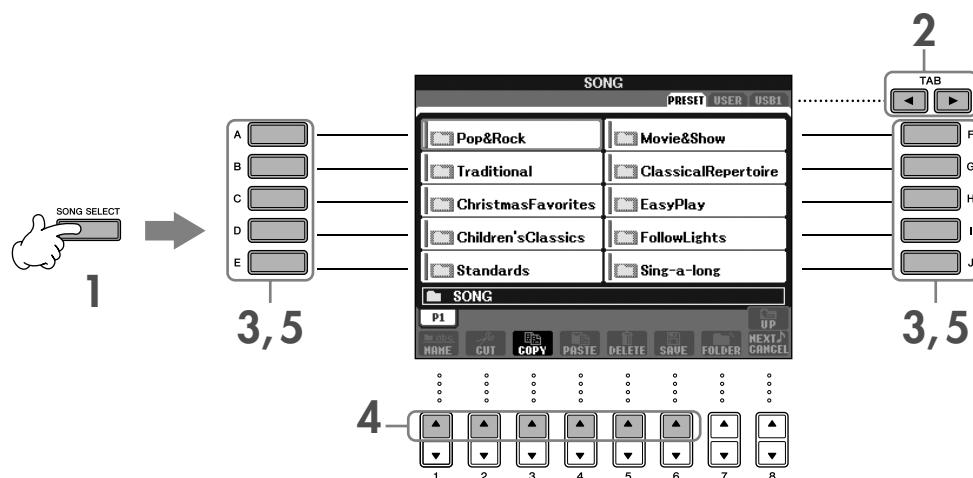 2
TAB
SONG
PRESET USER USB1
A Pop&Rock Movie&Show F
B Traditional ClassicalRepertoire G
C ChristmasFavorites EasyPlay H
SONG SELECT
D Children'sClassics FollowLights I
E Standards Sing-a-long J
1
SONG
3, 5
3, 5
P1
UP
NAME CUT COPY PASTE DELETE SAVE FOLDER NEXT CANCEL
4
1 2 3 4 5 6 7 8